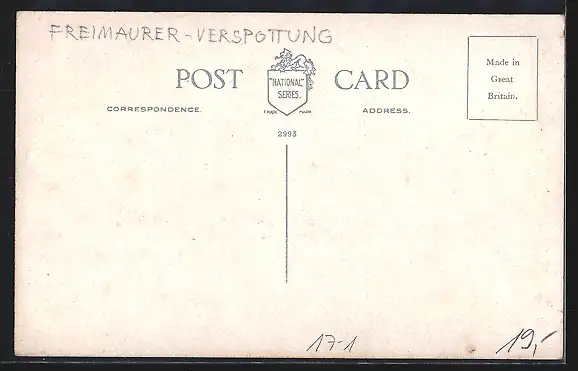 FREIMAURER-VERSPOTTUNG
POST CARD
"NATIONAL"
SERIES.
TRADE MARK
CORRESPONDENCE.
ADDRESS.
Made in
Great
Britain.
2993
17-1
19,-